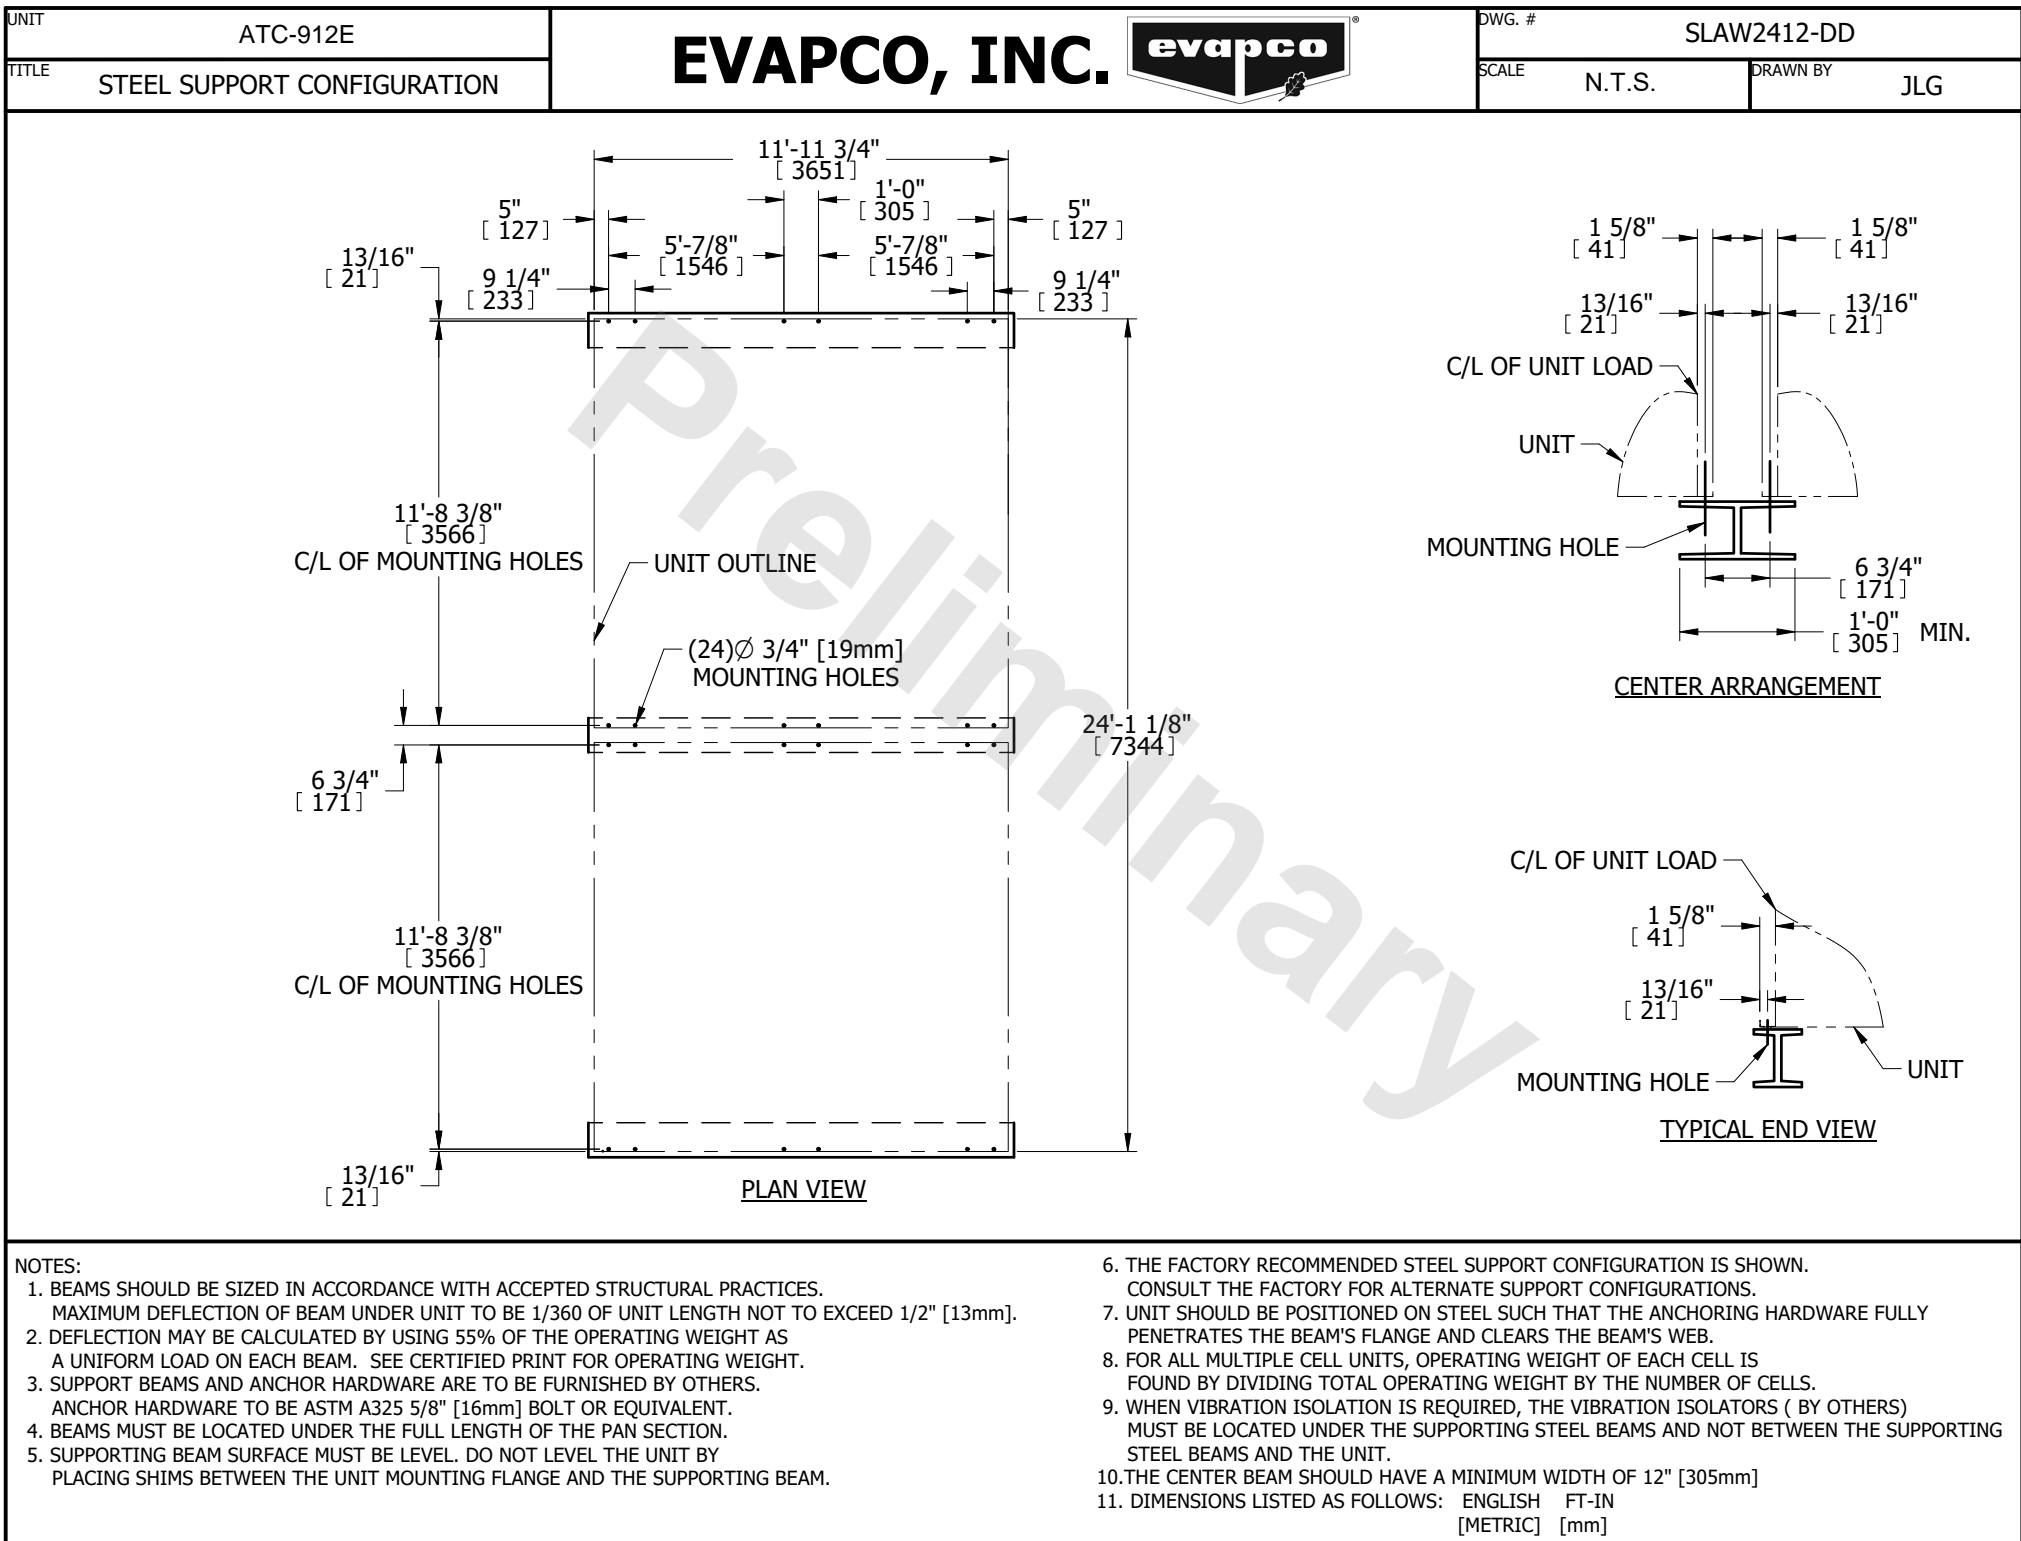 UNIT
ATC-912E
TITLE
STEEL SUPPORT CONFIGURATION
EVAPCO, INC.
evapco
®
DWG. #
SLAW2412-DD
SCALE
N.T.S.
DRAWN BY
JLG
11'-11 3/4"
[ 3651 ]
1'-0"
[ 305 ]
5"
[ 127 ]
5"
[ 127 ]
5'-7/8"
[ 1546 ]
5'-7/8"
[ 1546 ]
13/16"
[ 21 ]
9 1/4"
[ 233 ]
9 1/4"
[ 233 ]
11'-8 3/8"
[ 3566 ]
C/L OF MOUNTING HOLES
UNIT OUTLINE
(24)∅ 3/4" [19mm]
MOUNTING HOLES
24'-1 1/8"
[ 7344 ]
6 3/4"
[ 171 ]
11'-8 3/8"
[ 3566 ]
C/L OF MOUNTING HOLES
13/16"
[ 21 ]
PLAN VIEW
Preliminary
1 5/8"
[ 41 ]
1 5/8"
[ 41 ]
13/16"
[ 21 ]
13/16"
[ 21 ]
C/L OF UNIT LOAD
UNIT
MOUNTING HOLE
6 3/4"
[ 171 ]
1'-0"
[ 305 ] MIN.
CENTER ARRANGEMENT
C/L OF UNIT LOAD
1 5/8"
[ 41 ]
13/16"
[ 21 ]
MOUNTING HOLE
UNIT
TYPICAL END VIEW
NOTES:
1. BEAMS SHOULD BE SIZED IN ACCORDANCE WITH ACCEPTED STRUCTURAL PRACTICES.
MAXIMUM DEFLECTION OF BEAM UNDER UNIT TO BE 1/360 OF UNIT LENGTH NOT TO EXCEED 1/2" [13mm].
2. DEFLECTION MAY BE CALCULATED BY USING 55% OF THE OPERATING WEIGHT AS
A UNIFORM LOAD ON EACH BEAM. SEE CERTIFIED PRINT FOR OPERATING WEIGHT.
3. SUPPORT BEAMS AND ANCHOR HARDWARE ARE TO BE FURNISHED BY OTHERS.
ANCHOR HARDWARE TO BE ASTM A325 5/8" [16mm] BOLT OR EQUIVALENT.
4. BEAMS MUST BE LOCATED UNDER THE FULL LENGTH OF THE PAN SECTION.
5. SUPPORTING BEAM SURFACE MUST BE LEVEL. DO NOT LEVEL THE UNIT BY
PLACING SHIMS BETWEEN THE UNIT MOUNTING FLANGE AND THE SUPPORTING BEAM.
6. THE FACTORY RECOMMENDED STEEL SUPPORT CONFIGURATION IS SHOWN.
CONSULT THE FACTORY FOR ALTERNATE SUPPORT CONFIGURATIONS.
7. UNIT SHOULD BE POSITIONED ON STEEL SUCH THAT THE ANCHORING HARDWARE FULLY
PENETRATES THE BEAM'S FLANGE AND CLEARS THE BEAM'S WEB.
8. FOR ALL MULTIPLE CELL UNITS, OPERATING WEIGHT OF EACH CELL IS
FOUND BY DIVIDING TOTAL OPERATING WEIGHT BY THE NUMBER OF CELLS.
9. WHEN VIBRATION ISOLATION IS REQUIRED, THE VIBRATION ISOLATORS ( BY OTHERS)
MUST BE LOCATED UNDER THE SUPPORTING STEEL BEAMS AND NOT BETWEEN THE SUPPORTING
STEEL BEAMS AND THE UNIT.
10.THE CENTER BEAM SHOULD HAVE A MINIMUM WIDTH OF 12" [305mm]
11. DIMENSIONS LISTED AS FOLLOWS: ENGLISH FT-IN
[METRIC] [mm]